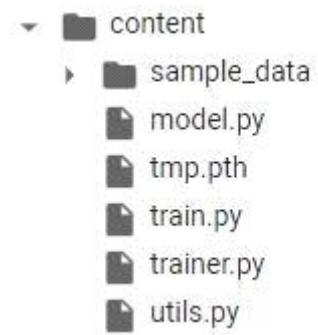 content
sample_data
model.py
tmp.pth
train.py
trainer.py
utils.py